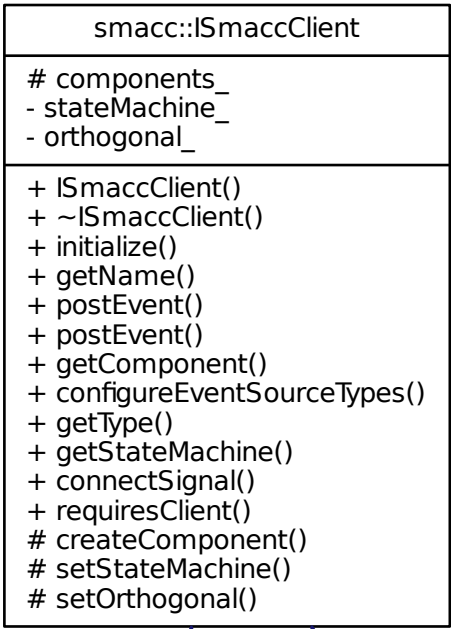 smacc::ISmaccClient
# components_
- stateMachine_
- orthogonal_
+ ISmaccClient()
+ ~ISmaccClient()
+ initialize()
+ getName()
+ postEvent()
+ postEvent()
+ getComponent()
+ configureEventSourceTypes()
+ getType()
+ getStateMachine()
+ connectSignal()
+ requiresClient()
# createComponent()
# setStateMachine()
# setOrthogonal()